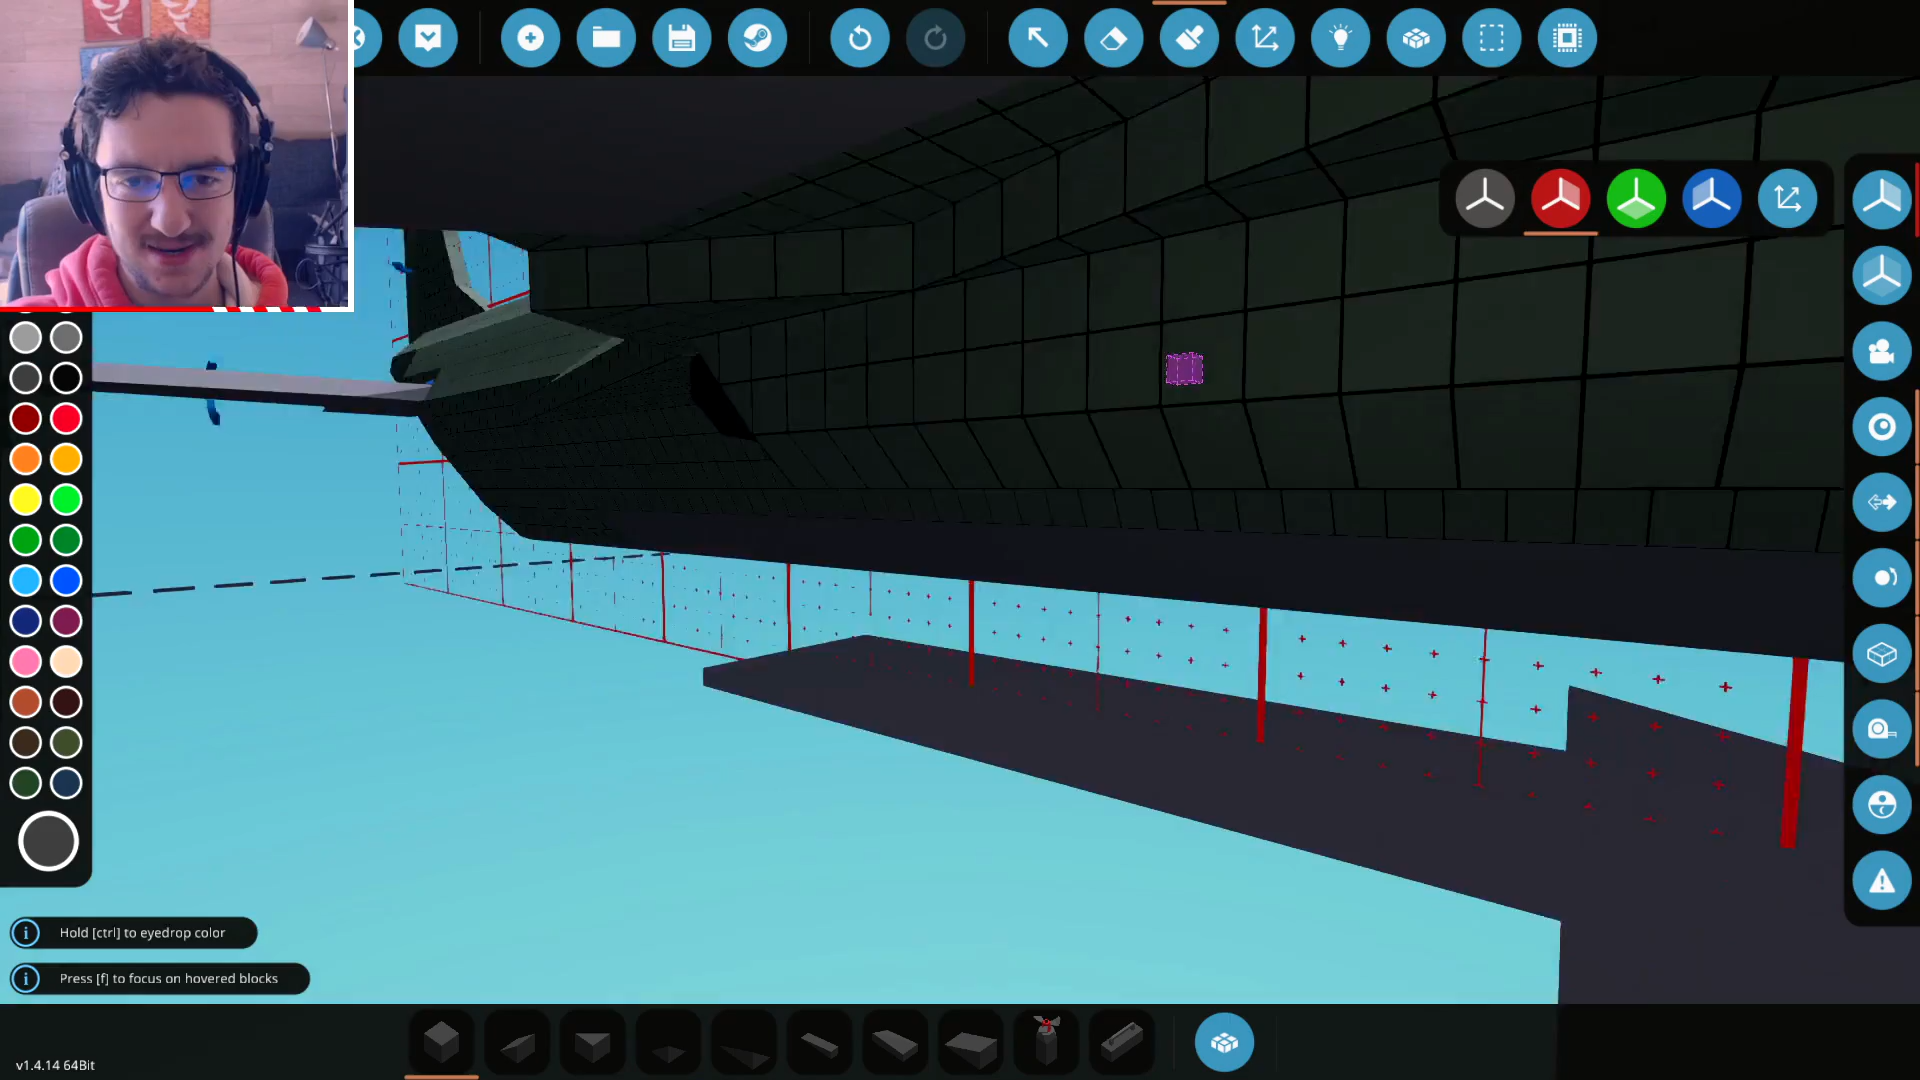 Hold [ctrl] to eyedrop color
Press [f] to focus on hovered blocks
v1.4.14 64Bit